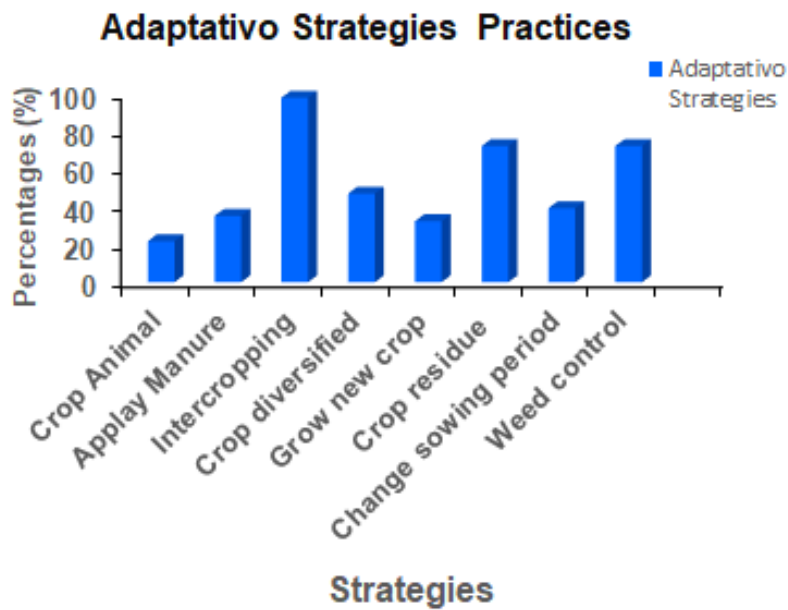 Adaptativo Strategies Practices
Adaptativo
Strategies
Percentages (%)
100
80
60
40
20
0
Crop Animal
Applay Manure
Intercropping
Crop diversified
Grow new crop
Crop residue
Change sowing period
Weed control
Strategies